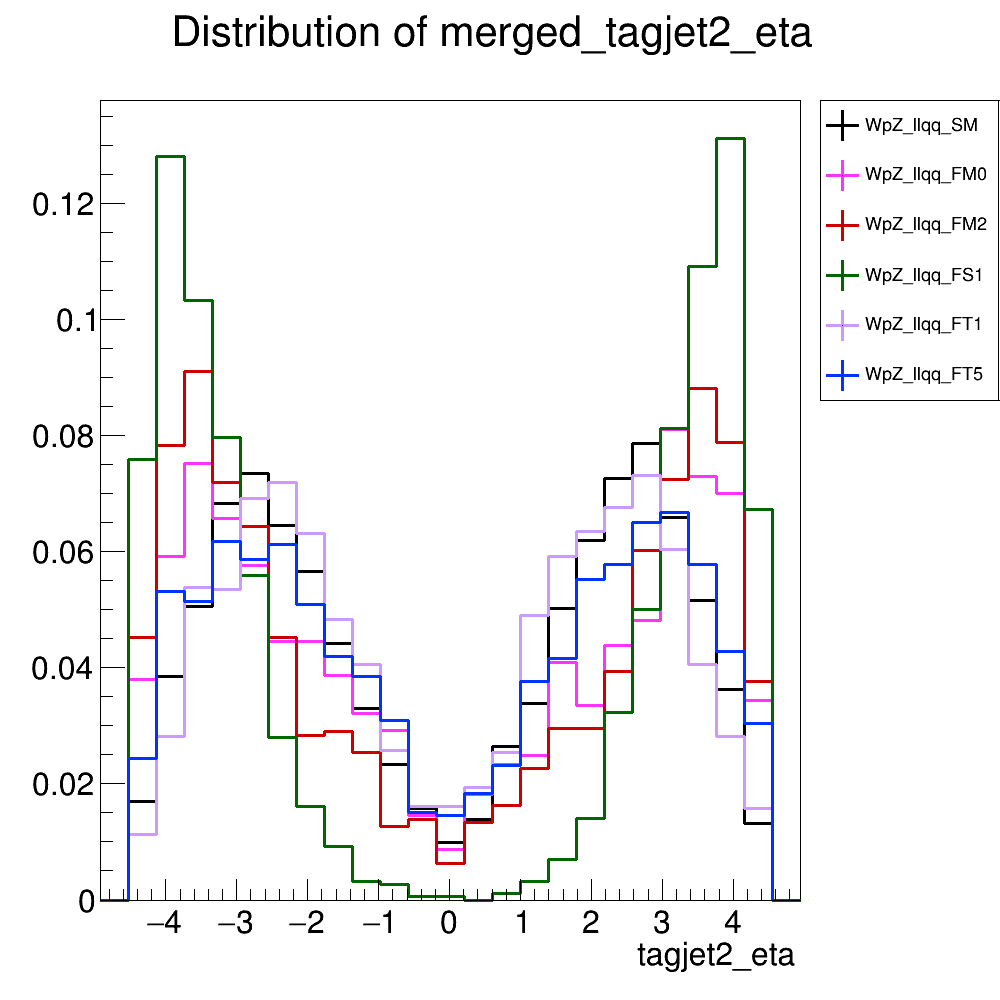 Distribution of merged_tagjet2_eta
WpZ_llqq_SM
WpZ_llqq_FM0
WpZ_llqq_FM2
WpZ_llqq_FS1
WpZ_llqq_FT1
WpZ_llqq_FT5
0.12
0.1
0.08
0.06
0.04
0.02
0
−4 −3 −2 −1 0 1 2 3 4
tagjet2_eta